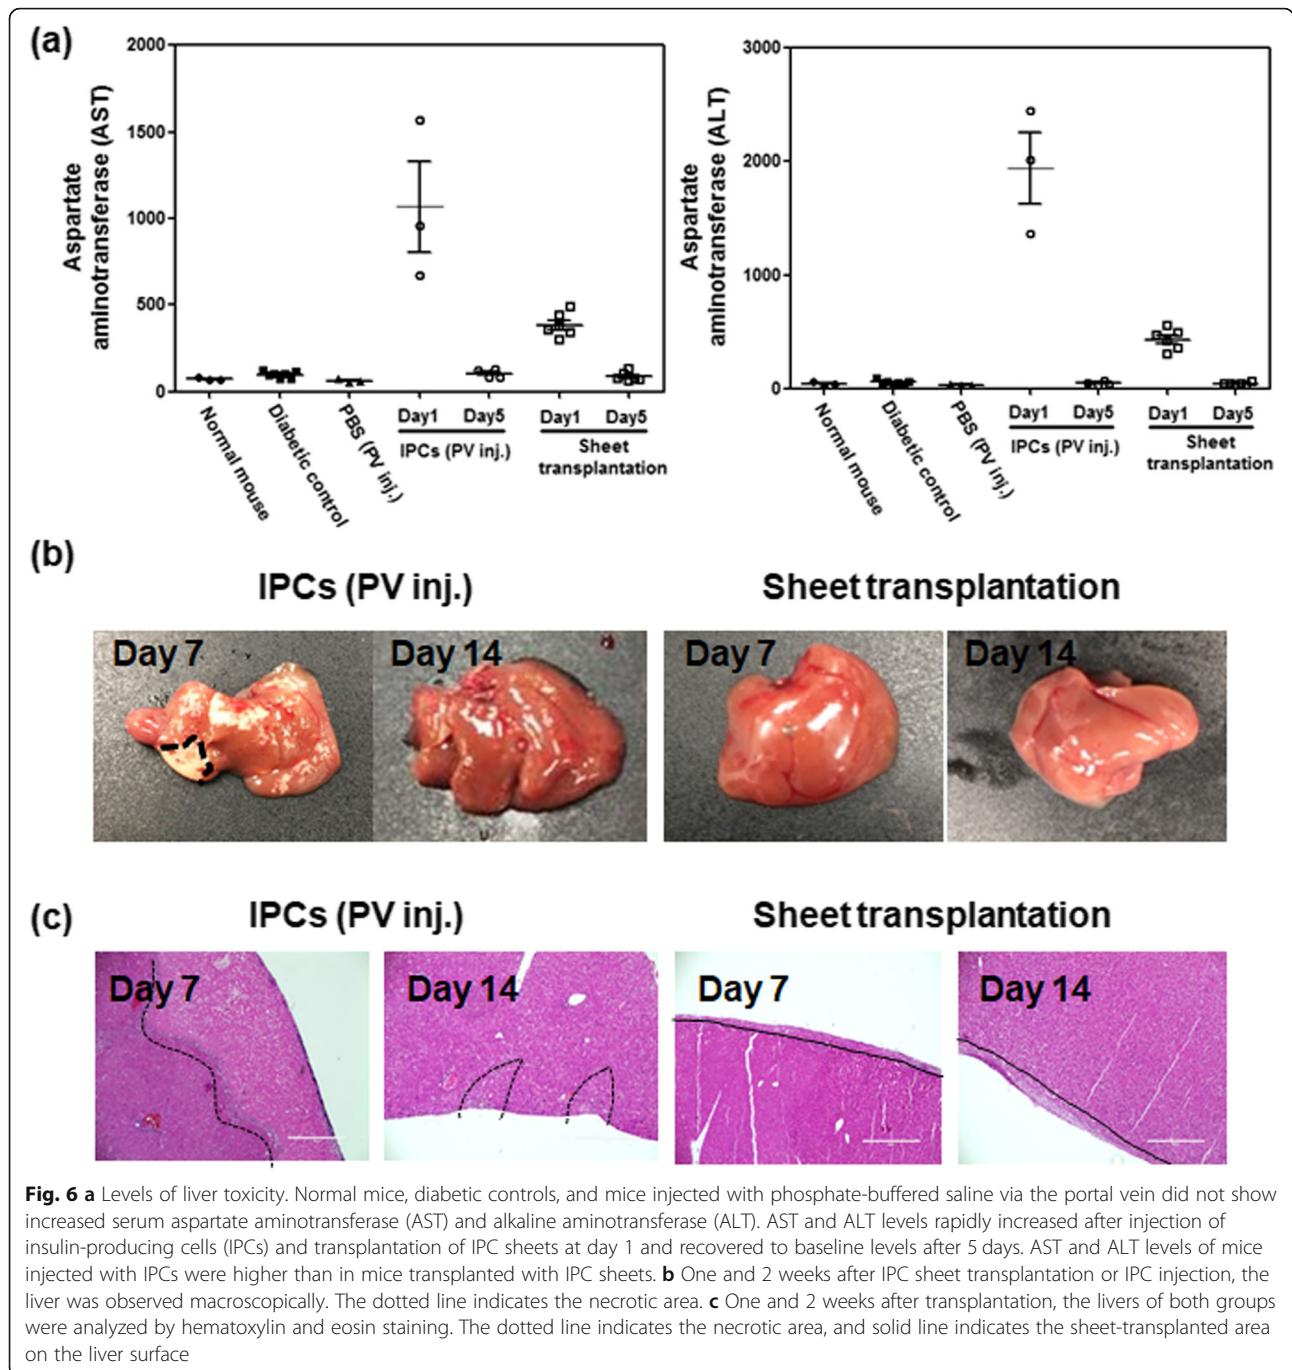 (a)
2000
1500
1000
500
0
Aspartate
aminotransferase (AST)
Normal mouse
Diabetic control
PBS (PV inj.)
Day1
Day5
IPCs (PV inj.)
Day1
Day5
Sheet
transplantation
3000
2000
1000
0
Aspartate
aminotransferase (ALT)
Normal mouse
Diabetic control
PBS (PV inj.)
Day1
Day5
IPCs (PV inj.)
Day1
Day5
Sheet
transplantation
(b)
IPCs (PV inj.)
Sheet transplantation
Day 7
Day 14
Day 7
Day 14
(c)
IPCs (PV inj.)
Sheet transplantation
Day 7
Day 14
Day 7
Day 14
Fig. 6 a Levels of liver toxicity. Normal mice, diabetic controls, and mice injected with phosphate-buffered saline via the portal vein did not show
increased serum aspartate aminotransferase (AST) and alkaline aminotransferase (ALT). AST and ALT levels rapidly increased after injection of
insulin-producing cells (IPCs) and transplantation of IPC sheets at day 1 and recovered to baseline levels after 5 days. AST and ALT levels of mice
injected with IPCs were higher than in mice transplanted with IPC sheets. b One and 2 weeks after IPC sheet transplantation or IPC injection, the
liver was observed macroscopically. The dotted line indicates the necrotic area. c One and 2 weeks after transplantation, the livers of both groups
were analyzed by hematoxylin and eosin staining. The dotted line indicates the necrotic area, and solid line indicates the sheet-transplanted area
on the liver surface